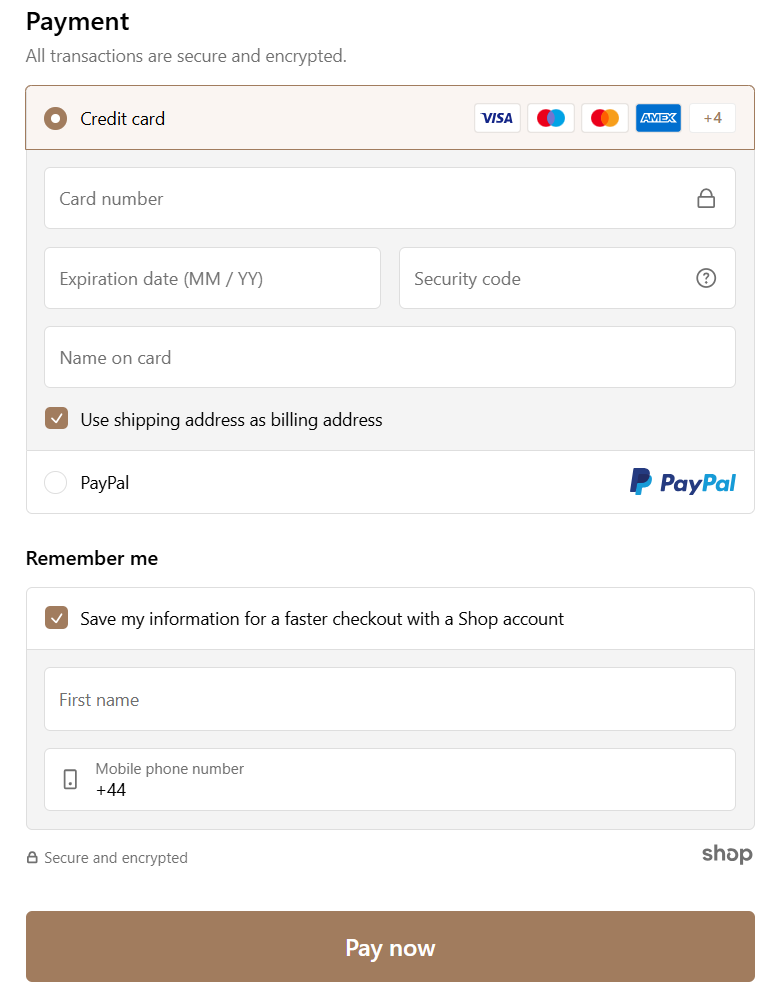 Payment
All transactions are secure and encrypted.
Credit card VISA AMEX +4
Card number
Expiration date (MM / YY) Security code ?
Name on card
Use shipping address as billing address
PayPal PayPal
Remember me
Save my information for a faster checkout with a Shop account
First name
Mobile phone number
+44
Secure and encrypted shop
Pay now